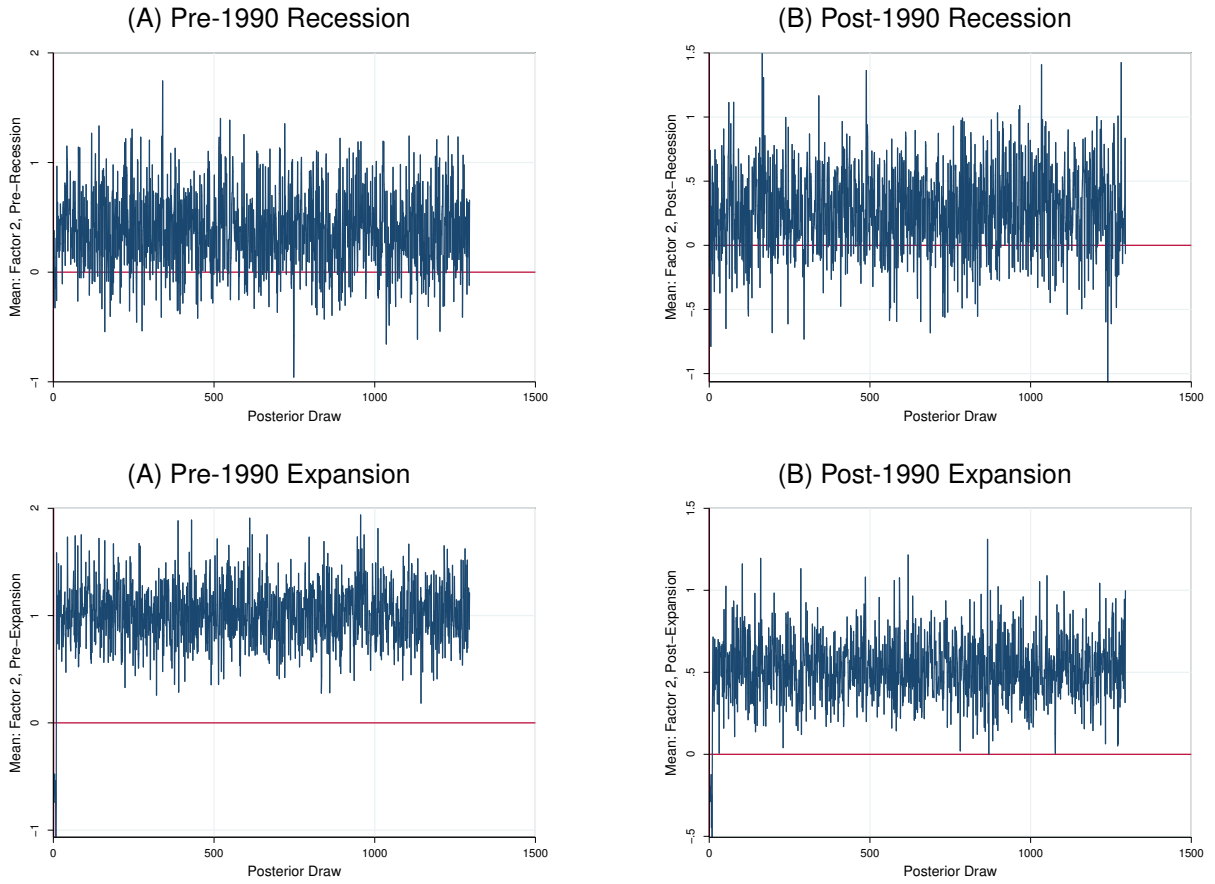 (A) Pre-1990 Recession
Mean: Factor 2, Pre−Recession
2
1
0
−1
0
500
1000
1500
Posterior Draw
(B) Post-1990 Recession
Mean: Factor 2, Post−Recession
1.5
1
.5
0
−.5
−1
0
500
1000
1500
Posterior Draw
(A) Pre-1990 Expansion
Mean: Factor 2, Pre−Expansion
2
1
0
−1
0
500
1000
1500
Posterior Draw
(B) Post-1990 Expansion
Mean: Factor 2, Post−Expansion
1.5
1
.5
0
−.5
0
500
1000
1500
Posterior Draw